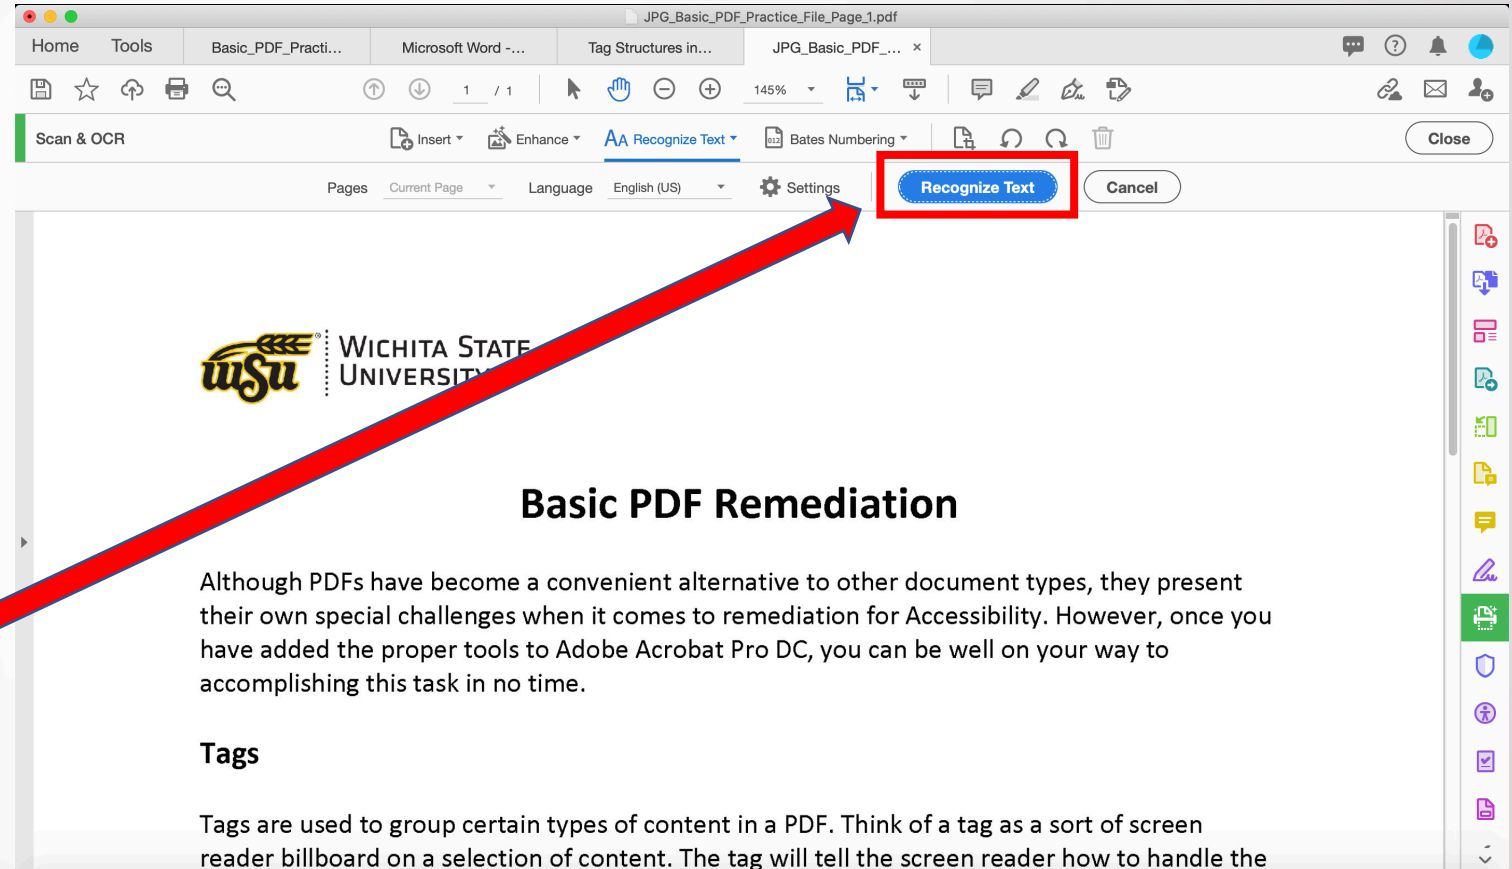 JPG_Basic_PDF_Practice_File_Page_1.pdf
Home Tools Basic_PDF_Practi... Microsoft Word -... Tag Structures in... JPG_Basic_PDF_... ×
1 / 1 145%
Scan & OCR Insert Enhance AA Recognize Text 012 Bates Numbering Close
Pages Current Page Language English (US) Settings Recognize Text Cancel
wsu ® WICHITA STATE
UNIVERSITY
Basic PDF Remediation
Although PDFs have become a convenient alternative to other document types, they present
their own special challenges when it comes to remediation for Accessibility. However, once you
have added the proper tools to Adobe Acrobat Pro DC, you can be well on your way to
accomplishing this task in no time.
Tags
Tags are used to group certain types of content in a PDF. Think of a tag as a sort of screen
reader billboard on a selection of content. The tag will tell the screen reader how to handle the